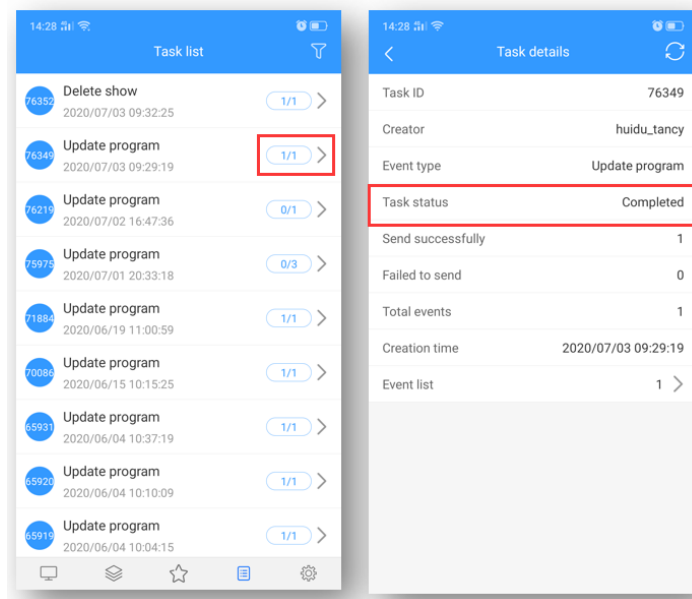 14:28
Task list
76352
Delete show
2020/07/03 09:32:25
1/1
76349
Update program
2020/07/03 09:29:19
1/1
76219
Update program
2020/07/02 16:47:36
0/1
75975
Update program
2020/07/01 20:33:18
0/3
71884
Update program
2020/06/19 11:00:59
1/1
70086
Update program
2020/06/15 10:15:25
1/1
65931
Update program
2020/06/04 10:37:19
1/1
65920
Update program
2020/06/04 10:10:09
1/1
65919
Update program
2020/06/04 10:04:15
1/1
14:28
Task details
Task ID 76349
Creator huidu_tancy
Event type Update program
Task status Completed
Send successfully 1
Failed to send 0
Total events 1
Creation time 2020/07/03 09:29:19
Event list 1